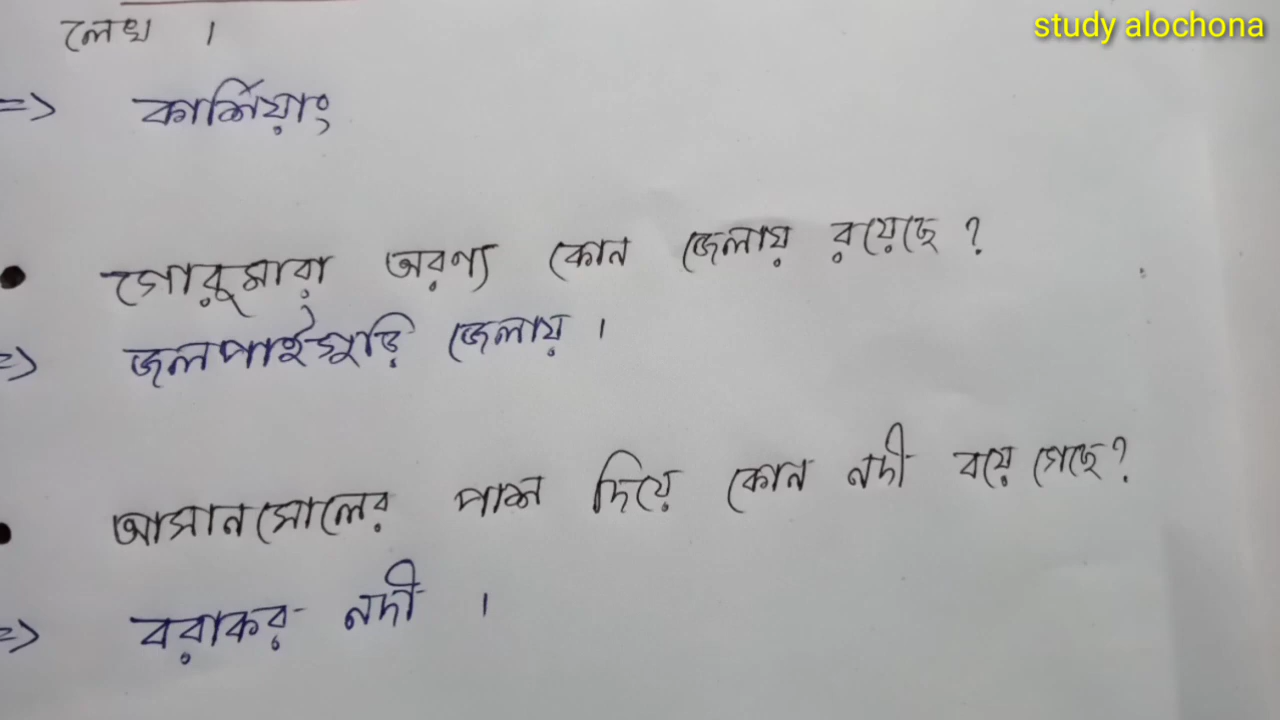 study alochona
লেখ ।
=> কার্শিয়াং
• গোরুমারা অরণ্য কোন জেলায় রয়েছে ?
=> জলপাইগুড়ি জেলায় ।
• আসানসোলের পাশ দিয়ে কোন নদী বয়ে গেছে ?
=> বরাকর নদী ।